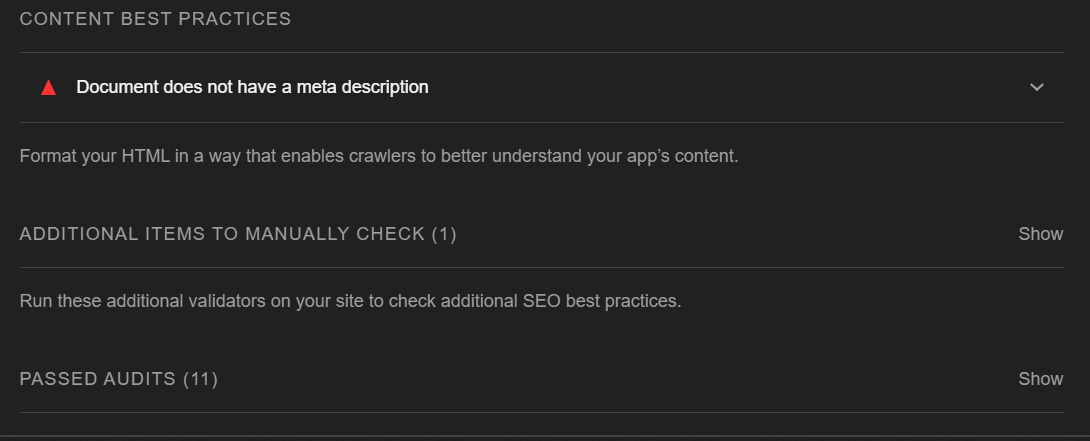 CONTENT BEST PRACTICES
Document does not have a meta description
Format your HTML in a way that enables crawlers to better understand your app’s content.
ADDITIONAL ITEMS TO MANUALLY CHECK (1)
Show
Run these additional validators on your site to check additional SEO best practices.
PASSED AUDITS (11)
Show